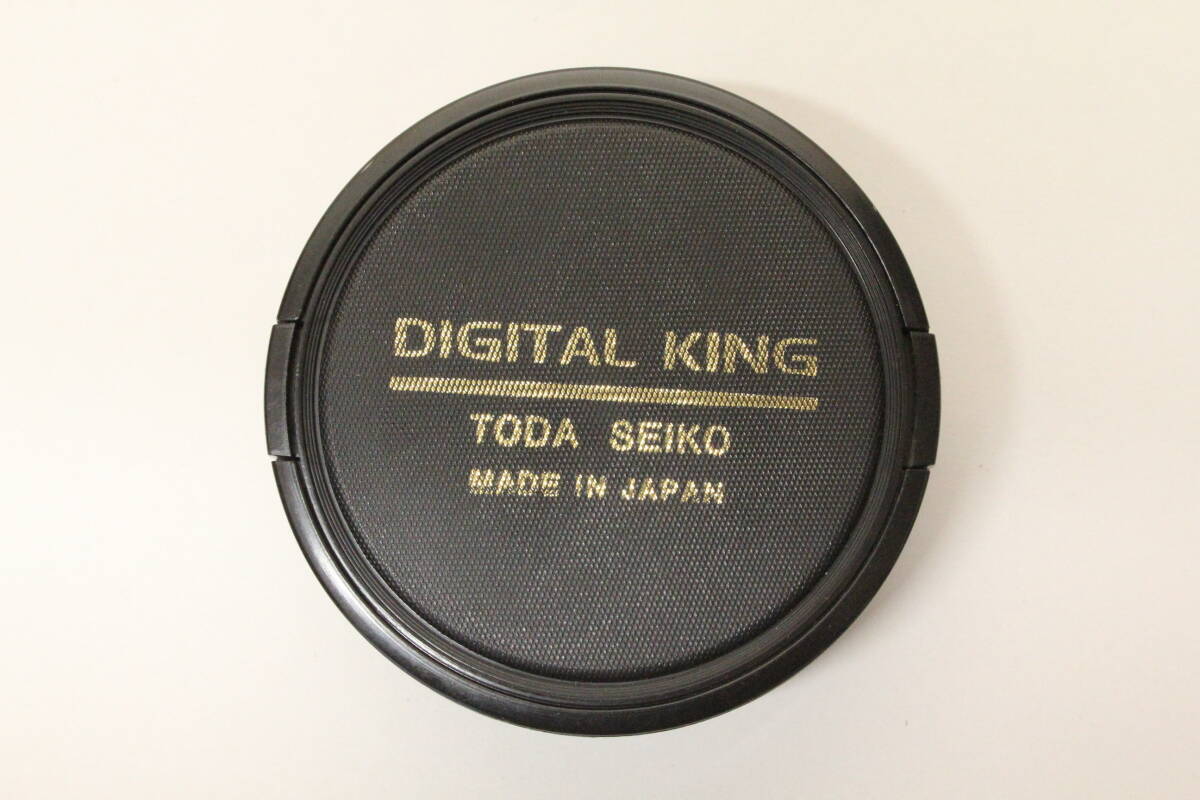 DIGITAL KING
TODA SEIKO
MADE IN JAPAN